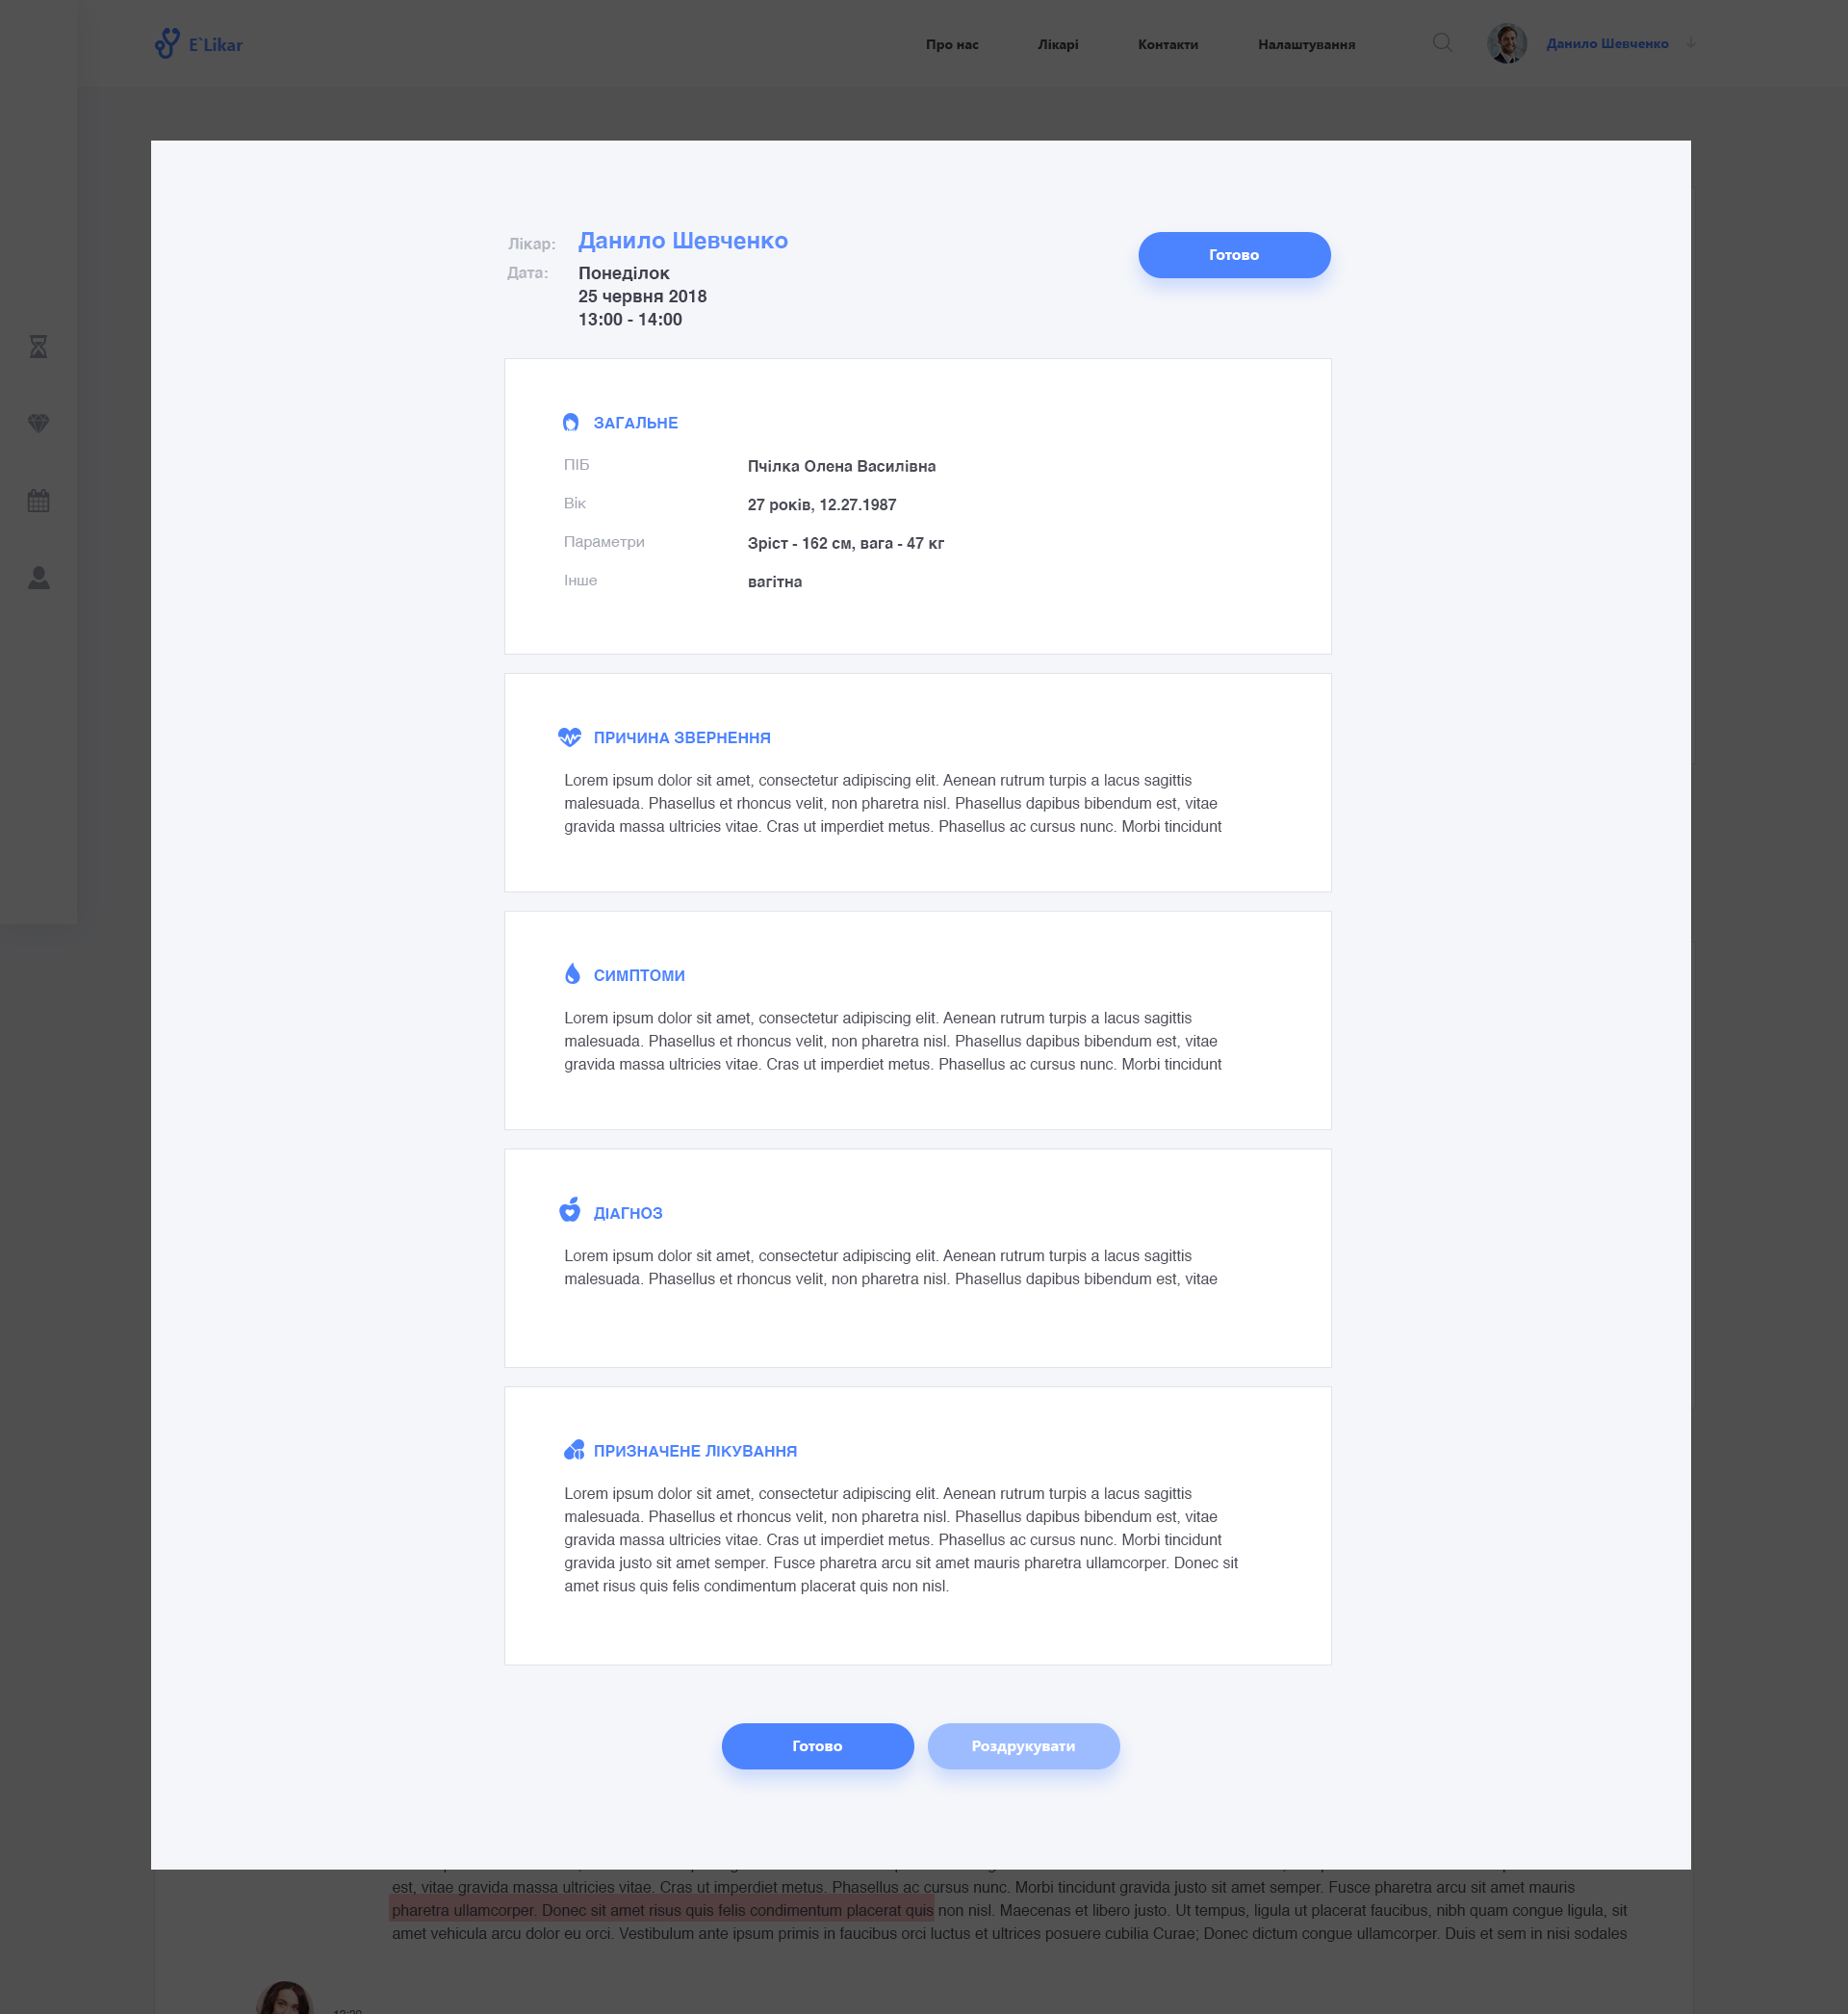 E`Likar
Про нас
Лікарі
Контакти
Налаштування
Данило Шевченко
Лікар:
Данило Шевченко
Дата:
Понеділок
25 червня 2018
13:00 - 14:00
Готово
ЗАГАЛЬНЕ
ПІБ
Пчілка Олена Василівна
Вік
27 років, 12.27.1987
Параметри
Зріст - 162 см, вага - 47 кг
Інше
вагітна
ПРИЧИНА ЗВЕРНЕННЯ
Lorem ipsum dolor sit amet, consectetur adipiscing elit. Aenean rutrum turpis a lacus sagittis
malesuada. Phasellus et rhoncus velit, non pharetra nisl. Phasellus dapibus bibendum est, vitae
gravida massa ultricies vitae. Cras ut imperdiet metus. Phasellus ac cursus nunc. Morbi tincidunt
СИМПТОМИ
Lorem ipsum dolor sit amet, consectetur adipiscing elit. Aenean rutrum turpis a lacus sagittis
malesuada. Phasellus et rhoncus velit, non pharetra nisl. Phasellus dapibus bibendum est, vitae
gravida massa ultricies vitae. Cras ut imperdiet metus. Phasellus ac cursus nunc. Morbi tincidunt
ДІАГНОЗ
Lorem ipsum dolor sit amet, consectetur adipiscing elit. Aenean rutrum turpis a lacus sagittis
malesuada. Phasellus et rhoncus velit, non pharetra nisl. Phasellus dapibus bibendum est, vitae
ПРИЗНАЧЕНЕ ЛІКУВАННЯ
Lorem ipsum dolor sit amet, consectetur adipiscing elit. Aenean rutrum turpis a lacus sagittis
malesuada. Phasellus et rhoncus velit, non pharetra nisl. Phasellus dapibus bibendum est, vitae
gravida massa ultricies vitae. Cras ut imperdiet metus. Phasellus ac cursus nunc. Morbi tincidunt
gravida justo sit amet semper. Fusce pharetra arcu sit amet mauris pharetra ullamcorper. Donec sit
amet risus quis felis condimentum placerat quis non nisl.
Готово
Роздрукувати
est, vitae gravida massa ultricies vitae. Cras ut imperdiet metus. Phasellus ac cursus nunc. Morbi tincidunt gravida justo sit amet semper. Fusce pharetra arcu sit amet mauris
pharetra ullamcorper. Donec sit amet risus quis felis condimentum placerat quis non nisl. Maecenas et libero justo. Ut tempus, ligula ut placerat faucibus, nibh quam congue ligula, sit
amet vehicula arcu dolor eu orci. Vestibulum ante ipsum primis in faucibus orci luctus et ultrices posuere cubilia Curae; Donec dictum congue ullamcorper. Duis et sem in nisi sodales